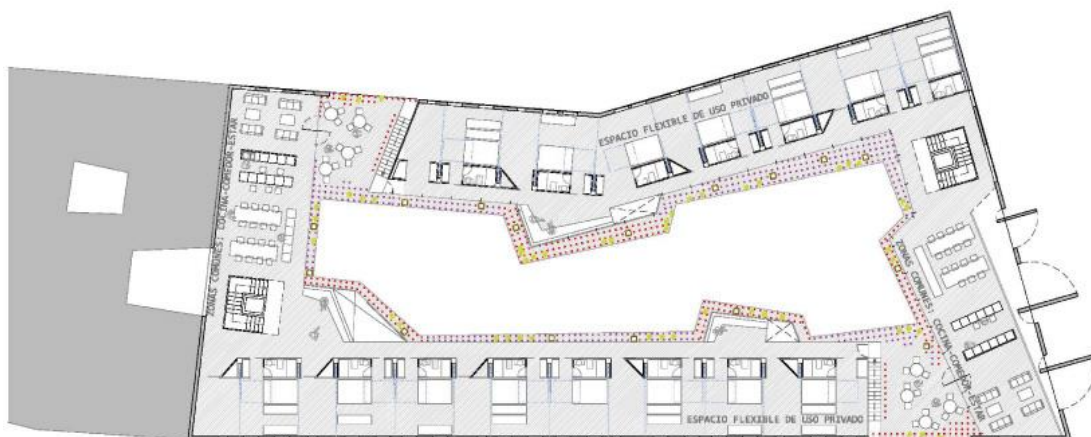 ZONAS COMUNES: COCINA-COMEDOR-ESTAR
ESPACIO FLEXIBLE DE USO PRIVADO
ZONAS COMUNES: COCINA-COMEDOR-ESTAR
ESPACIO FLEXIBLE DE USO PRIVADO